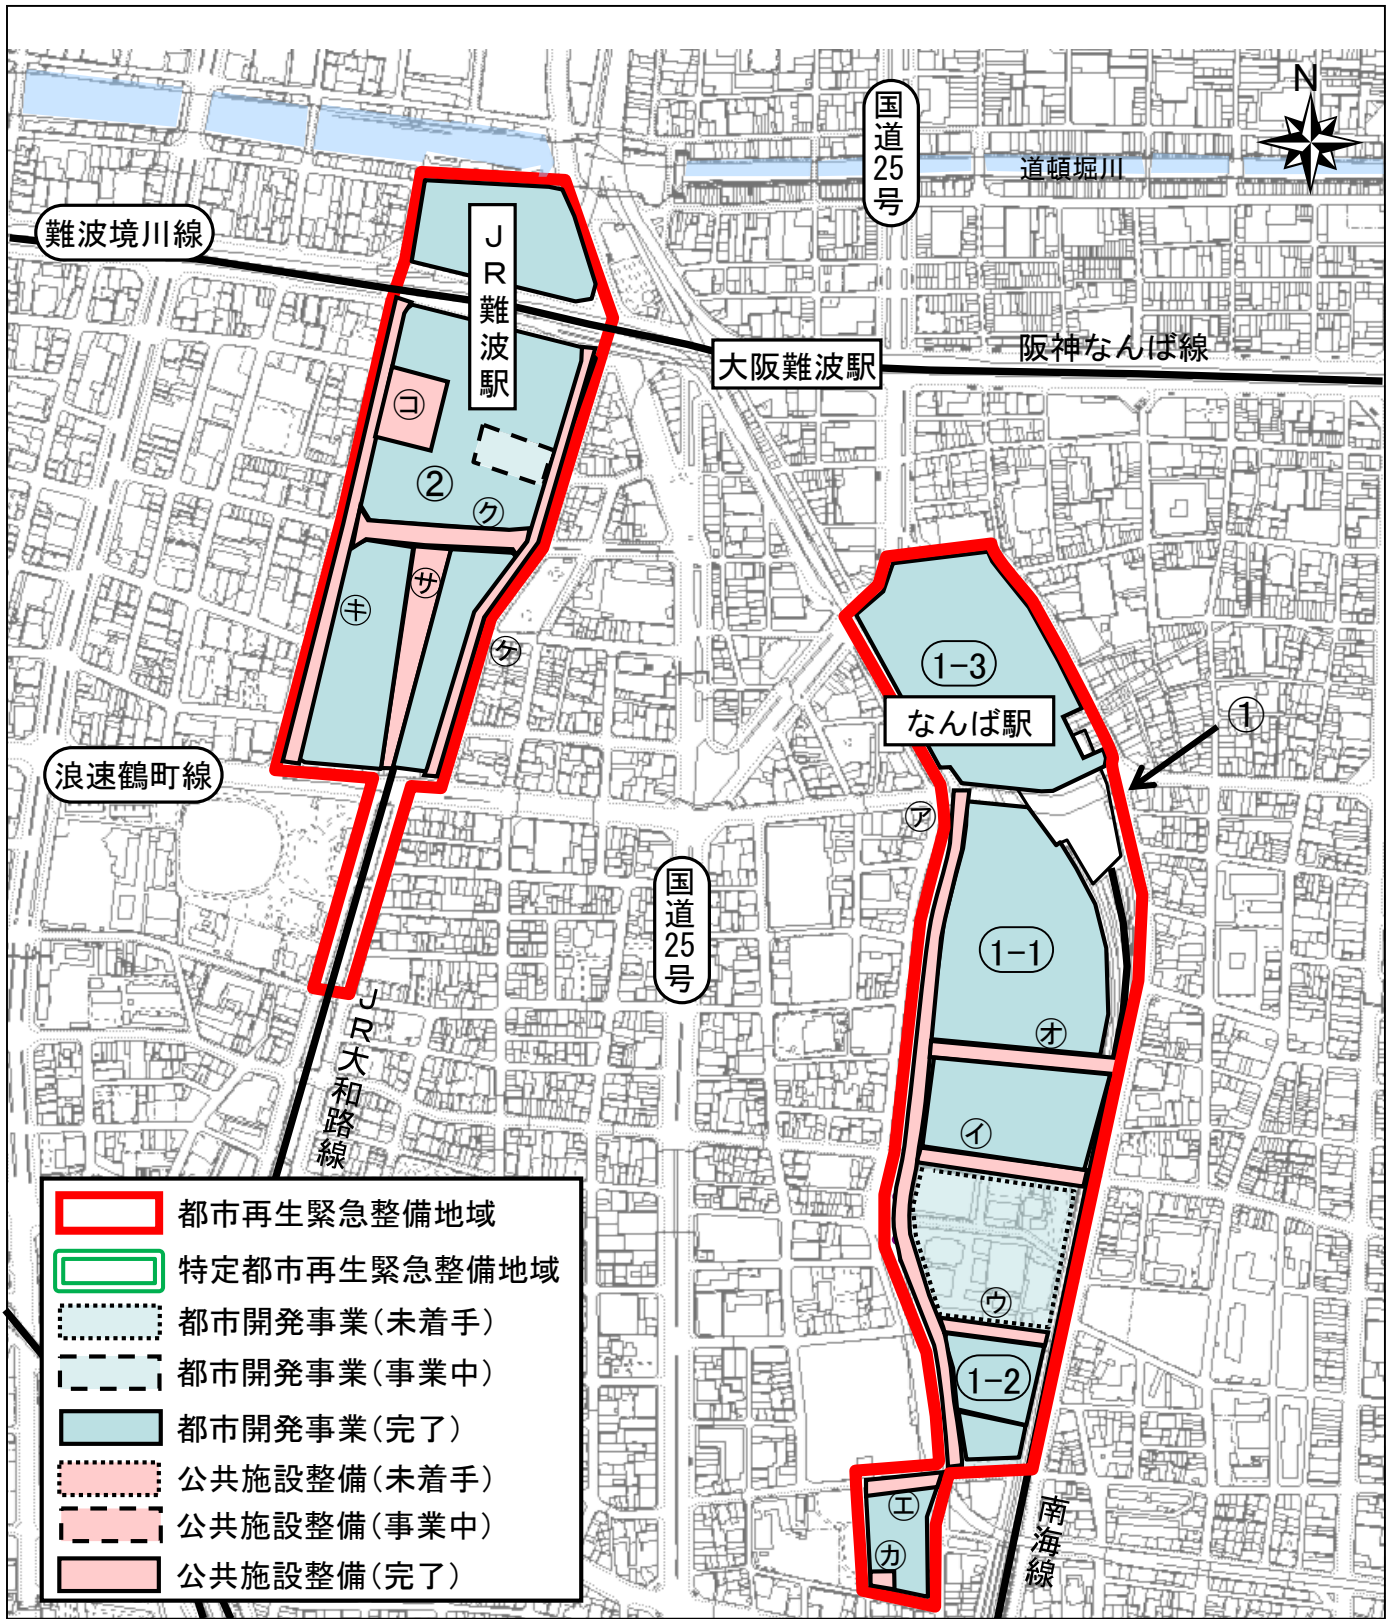 N
国道25号
道頓堀川
難波境川線
JR難波駅
大阪難波駅
阪神なんば線
コ
②
ク
サ
キ
ケ
1-3
なんば駅
①
浪速鶴町線
ア
国道25号
1-1
オ
JR大和路線
イ
ウ
1-2
エ
カ
南海線
都市再生緊急整備地域
特定都市再生緊急整備地域
都市開発事業(未着手)
都市開発事業(事業中)
都市開発事業(完了)
公共施設整備(未着手)
公共施設整備(事業中)
公共施設整備(完了)